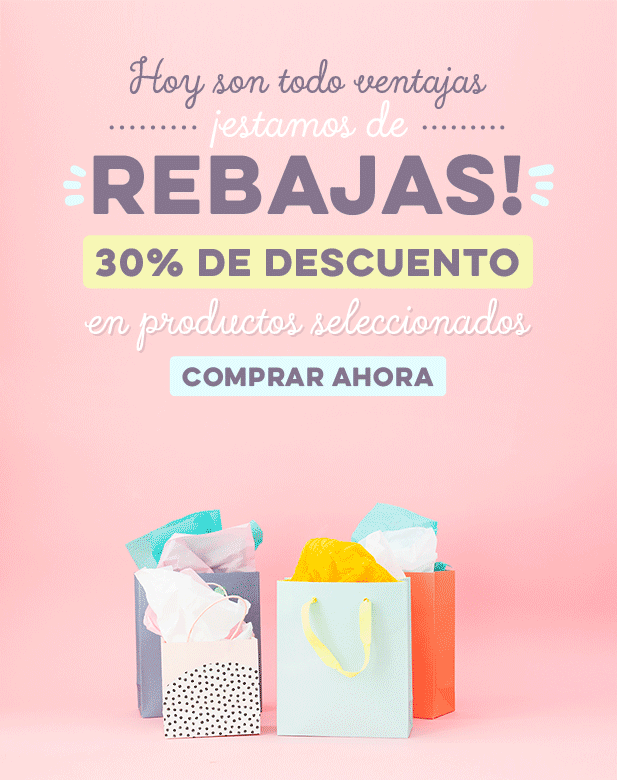 Hoy son todo ventajas
¡estamos de
REBAJAS!
30% DE DESCUENTO
en productos seleccionados
COMPRAR AHORA